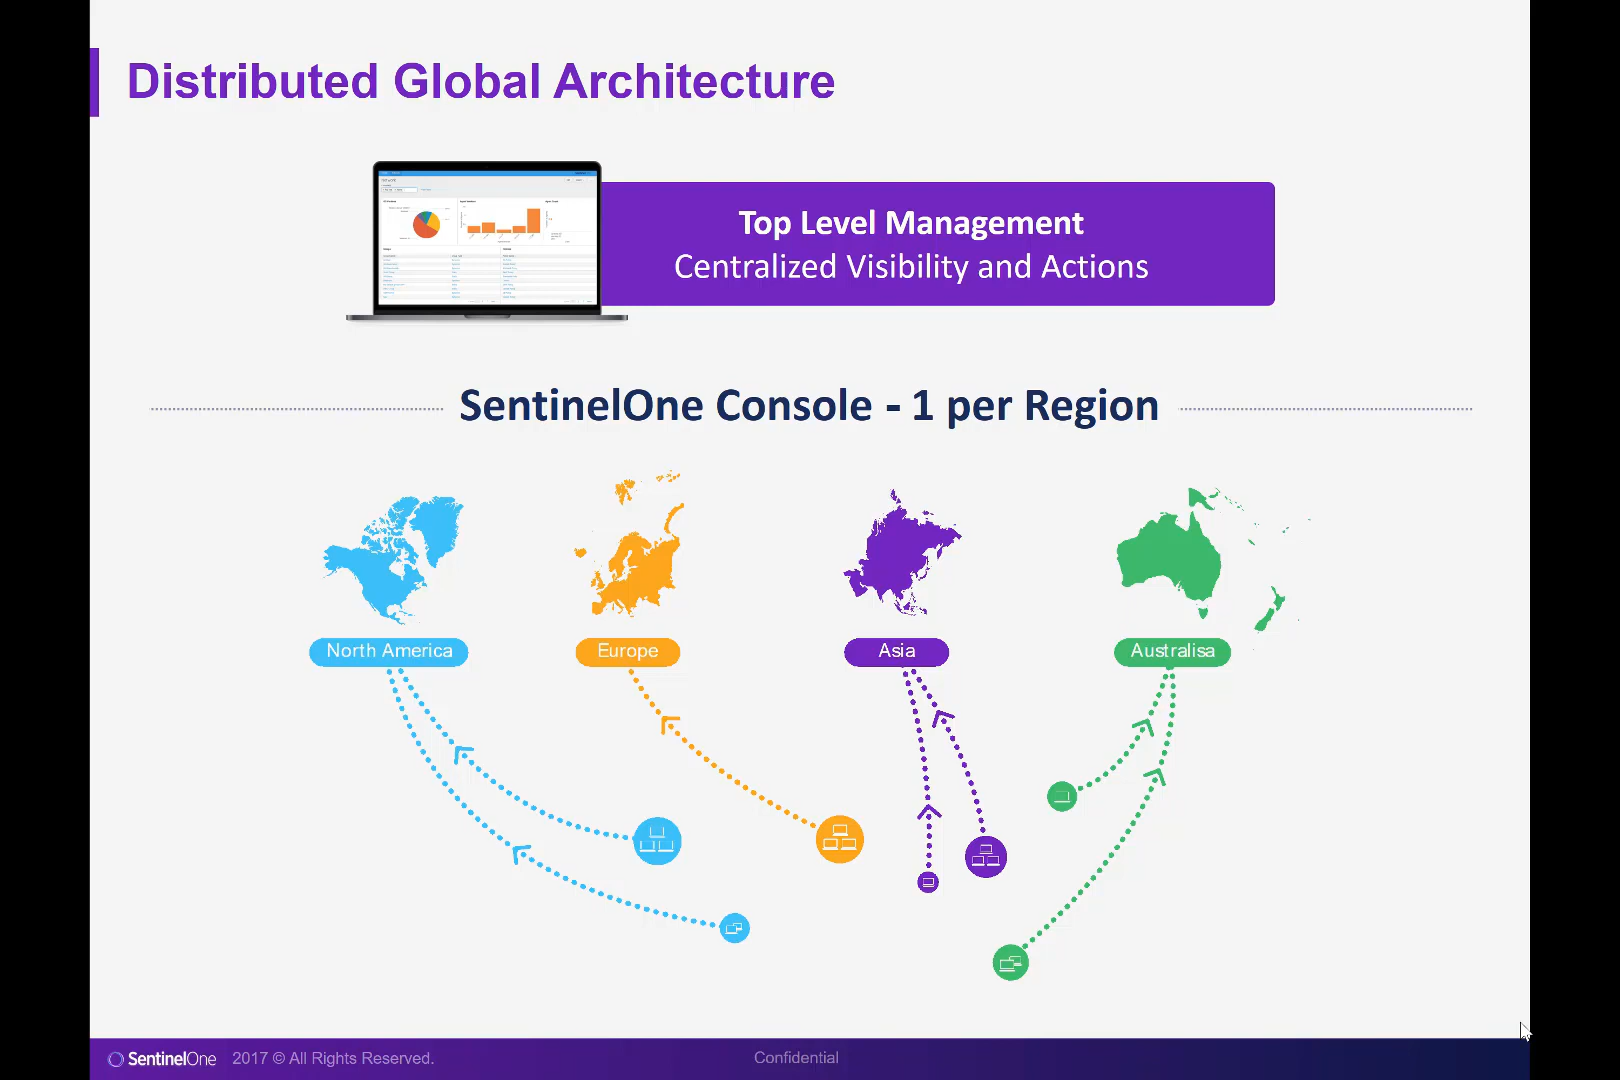 Distributed Global Architecture
Top Level Management
Centralized Visibility and Actions
SentinelOne Console - 1 per Region
North America
Europe
Asia
Australisa
SentinelOne 2017 © All Rights Reserved.
Confidential